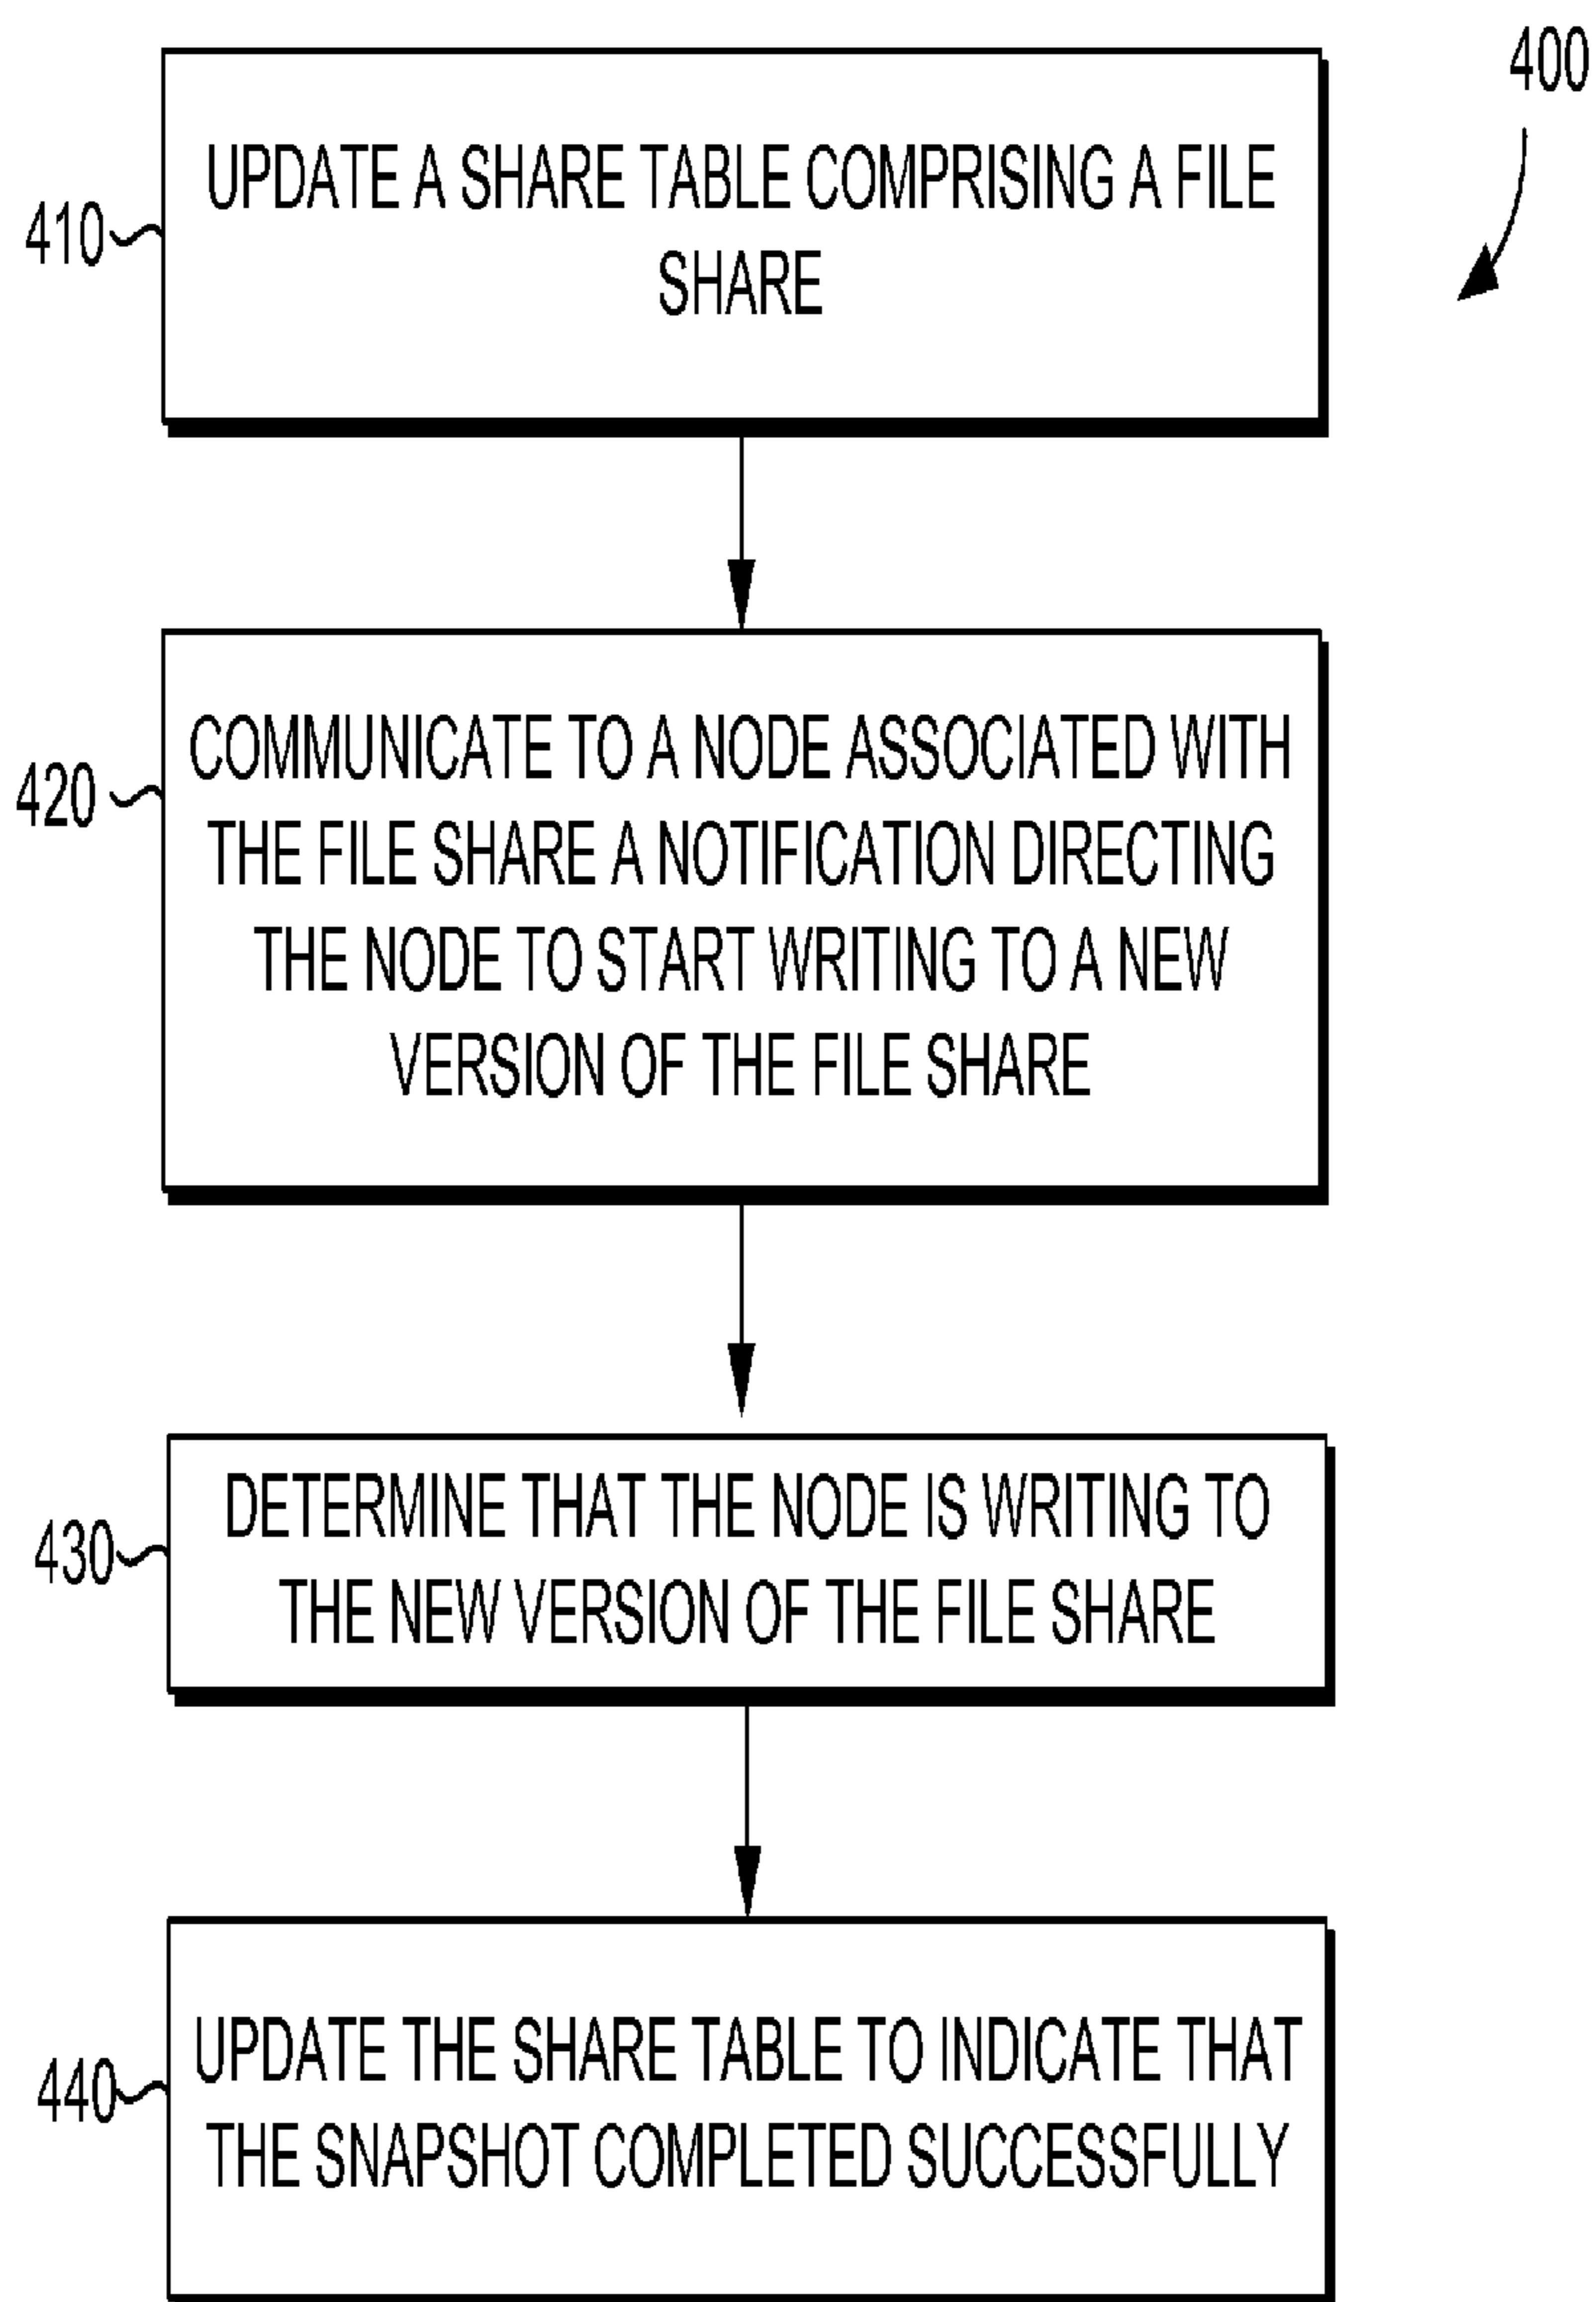 400
410
UPDATE A SHARE TABLE COMPRISING A FILE
SHARE
420
COMMUNICATE TO A NODE ASSOCIATED WITH
THE FILE SHARE A NOTIFICATION DIRECTING
THE NODE TO START WRITING TO A NEW
VERSION OF THE FILE SHARE
430
DETERMINE THAT THE NODE IS WRITING TO
THE NEW VERSION OF THE FILE SHARE
440
UPDATE THE SHARE TABLE TO INDICATE THAT
THE SNAPSHOT COMPLETED SUCCESSFULLY